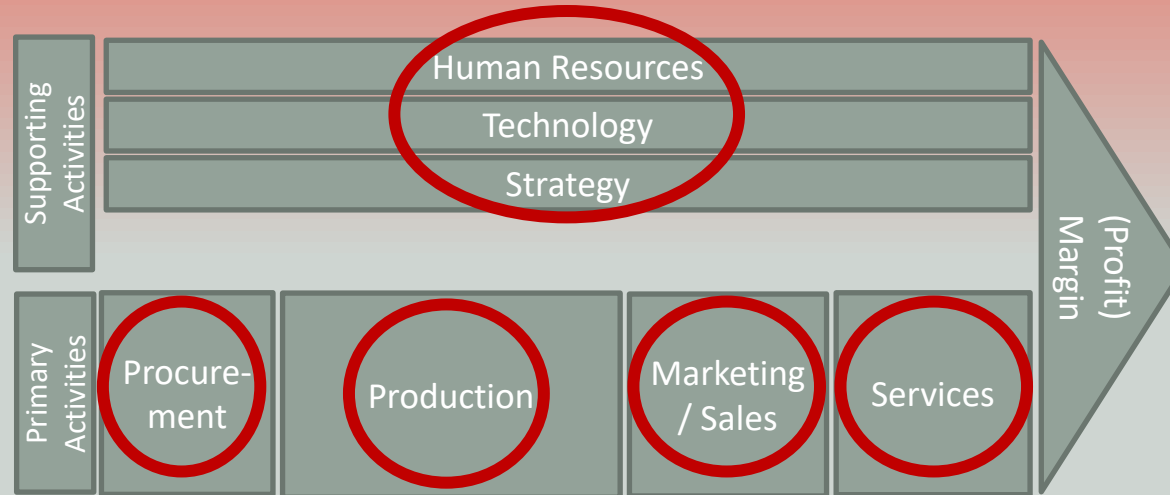 Supporting
Activities
Human Resources
Technology
Strategy
(Profit)
Margin
Primary
Activities
Procure-
ment
Production
Marketing
/ Sales
Services